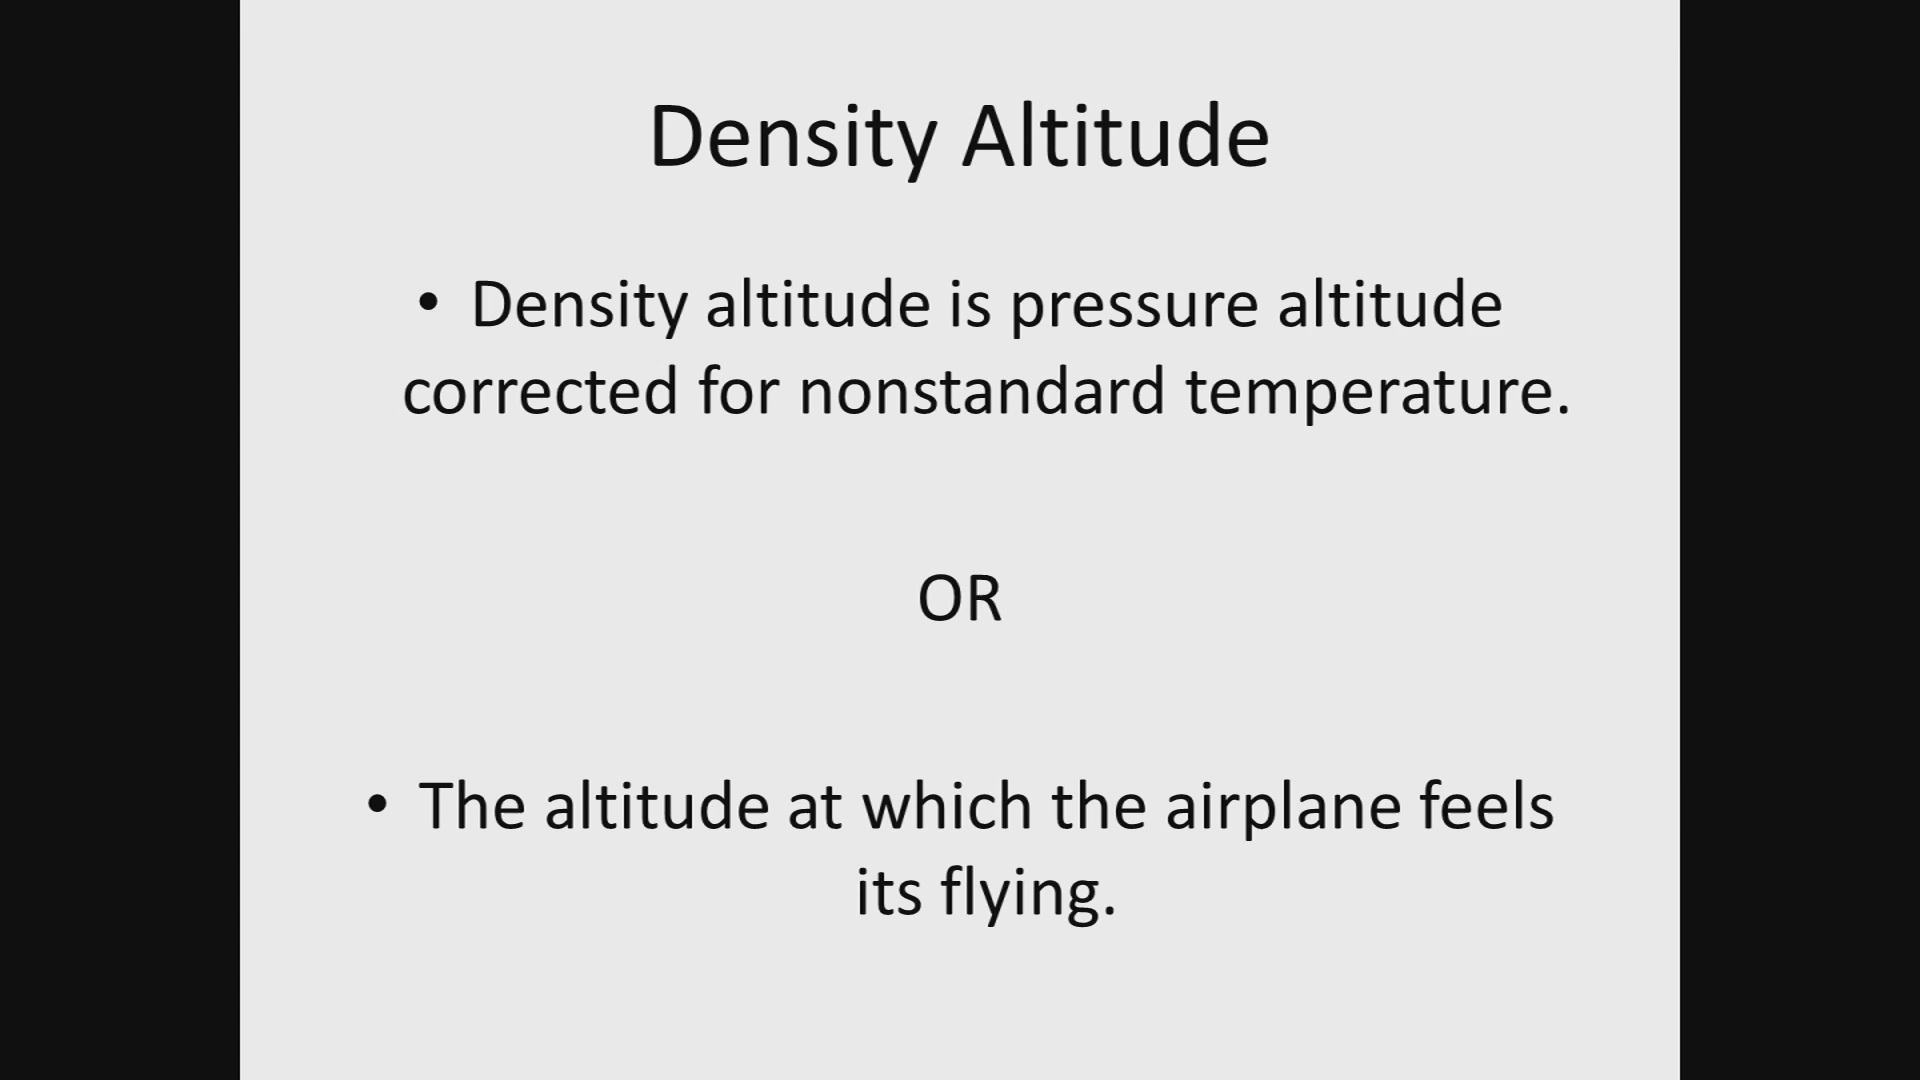 Density Altitude
• Density altitude is pressure altitude
corrected for nonstandard temperature.
OR
• The altitude at which the airplane feels
its flying.